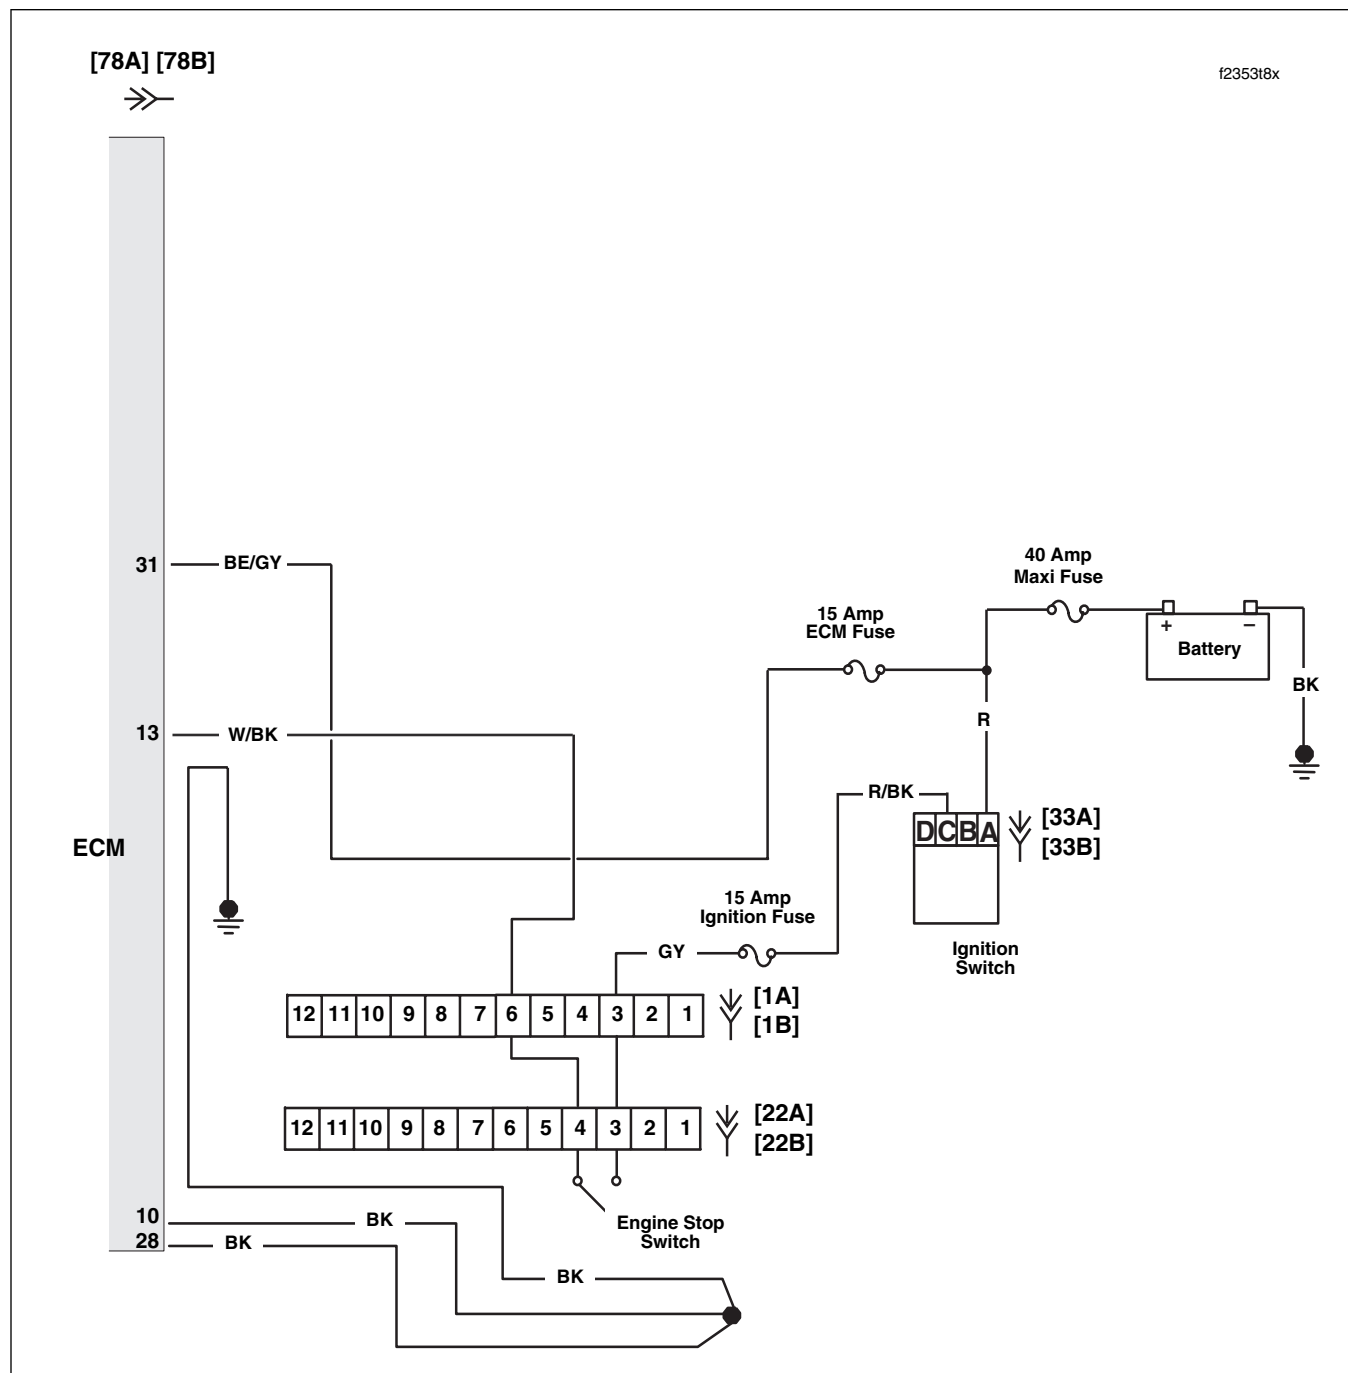 [78A] [78B]
f2353t8x
31
BE/GY
40 Amp
Maxi Fuse
15 Amp
ECM Fuse
+
−
Battery
BK
R
13
W/BK
R/BK
D C B A
[33A]
[33B]
ECM
15 Amp
Ignition Fuse
GY
Ignition
Switch
12 11 10 9 8 7 6 5 4 3 2 1
[1A]
[1B]
12 11 10 9 8 7 6 5 4 3 2 1
[22A]
[22B]
Engine Stop
Switch
10
BK
28
BK
BK